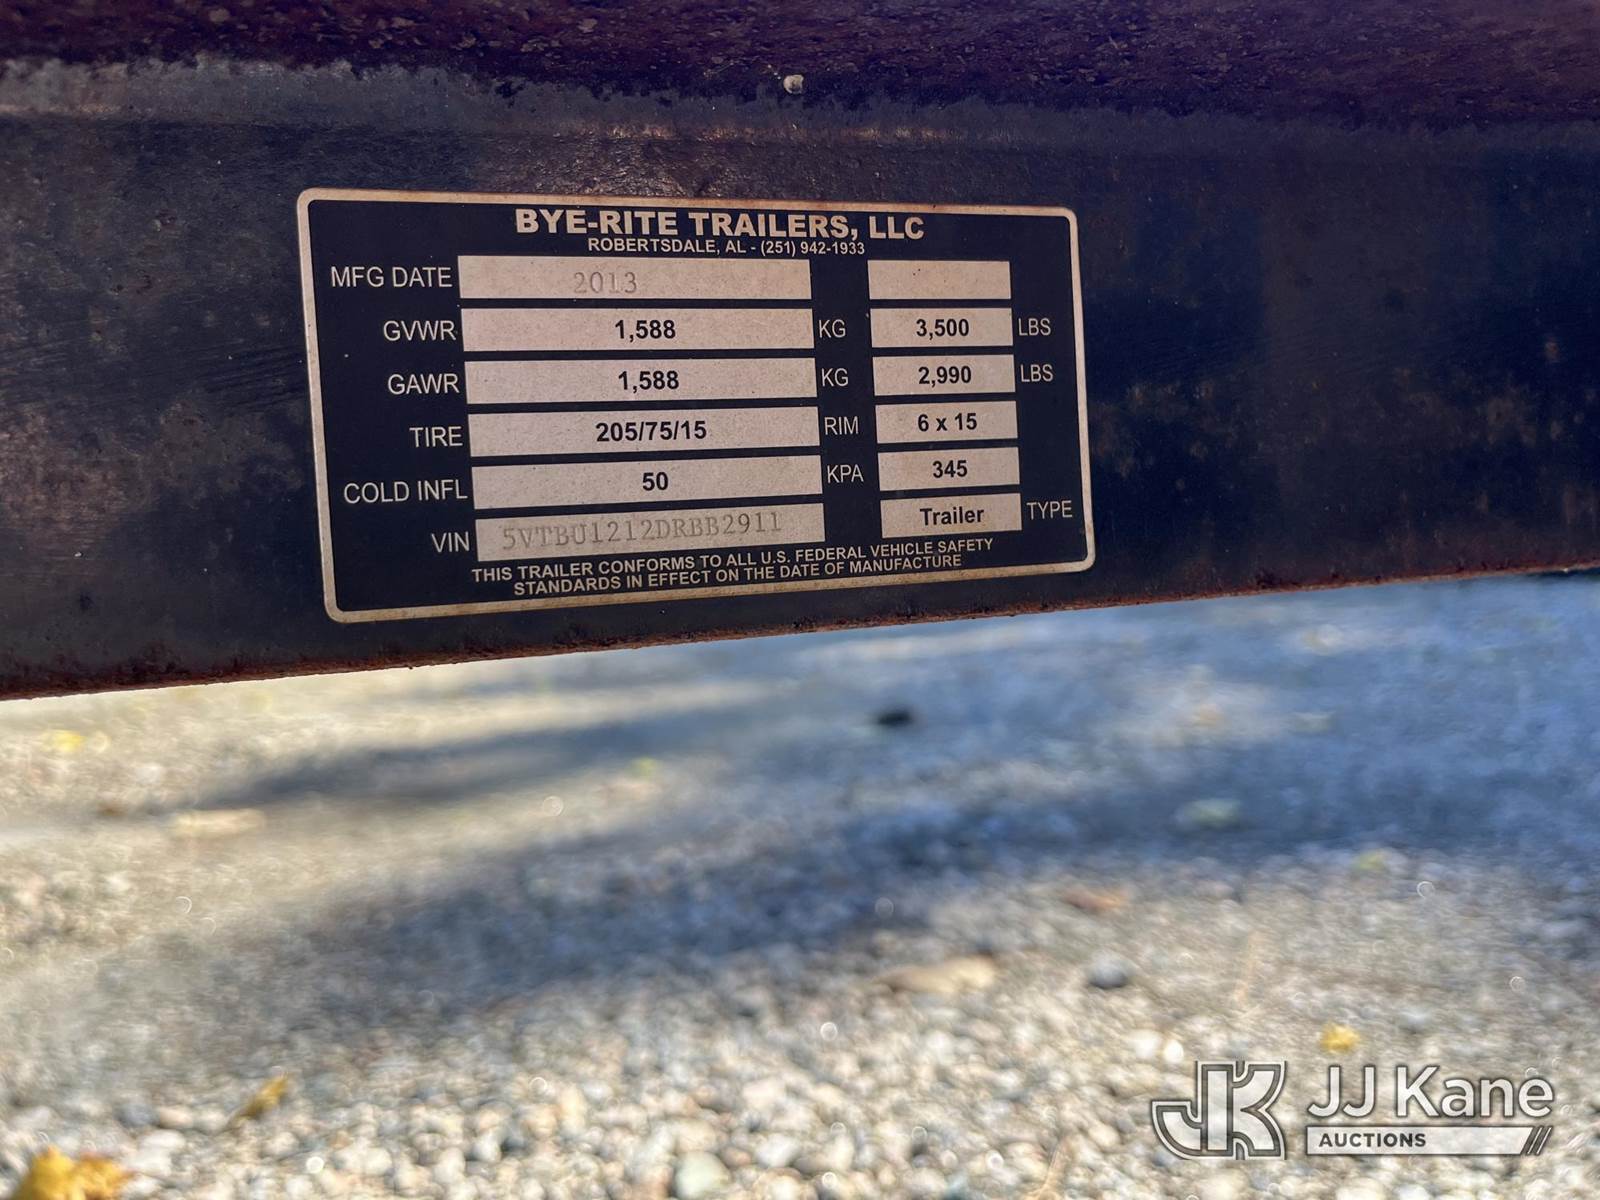 BYE-RITE TRAILERS, LLC
ROBERTSDALE, AL - (251) 942-1933
MFG DATE 2013
GVWR 1,588 KG 3,500 LBS
GAWR 1,588 KG 2,990 LBS
TIRE 205/75/15 RIM 6 x 15
COLD INFL 50 KPA 345
VIN 5VTBU1212DRBB2911 Trailer TYPE
THIS TRAILER CONFORMS TO ALL U.S. FEDERAL VEHICLE SAFETY
STANDARDS IN EFFECT ON THE DATE OF MANUFACTURE
JK JJ Kane
AUCTIONS